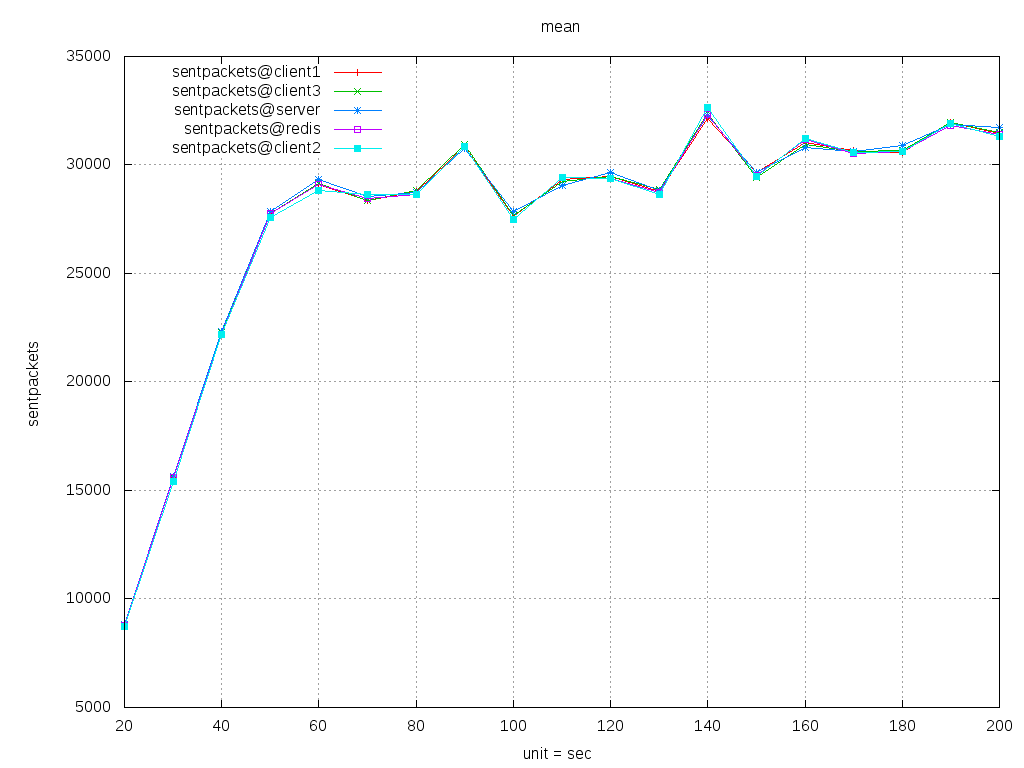 mean
35000
30000
25000
20000
15000
10000
5000
sentpackets@client1
sentpackets@client3
sentpackets@server
sentpackets@redis
sentpackets@client2
sentpackets
20 40 60 80 100 120 140 160 180 200
unit = sec